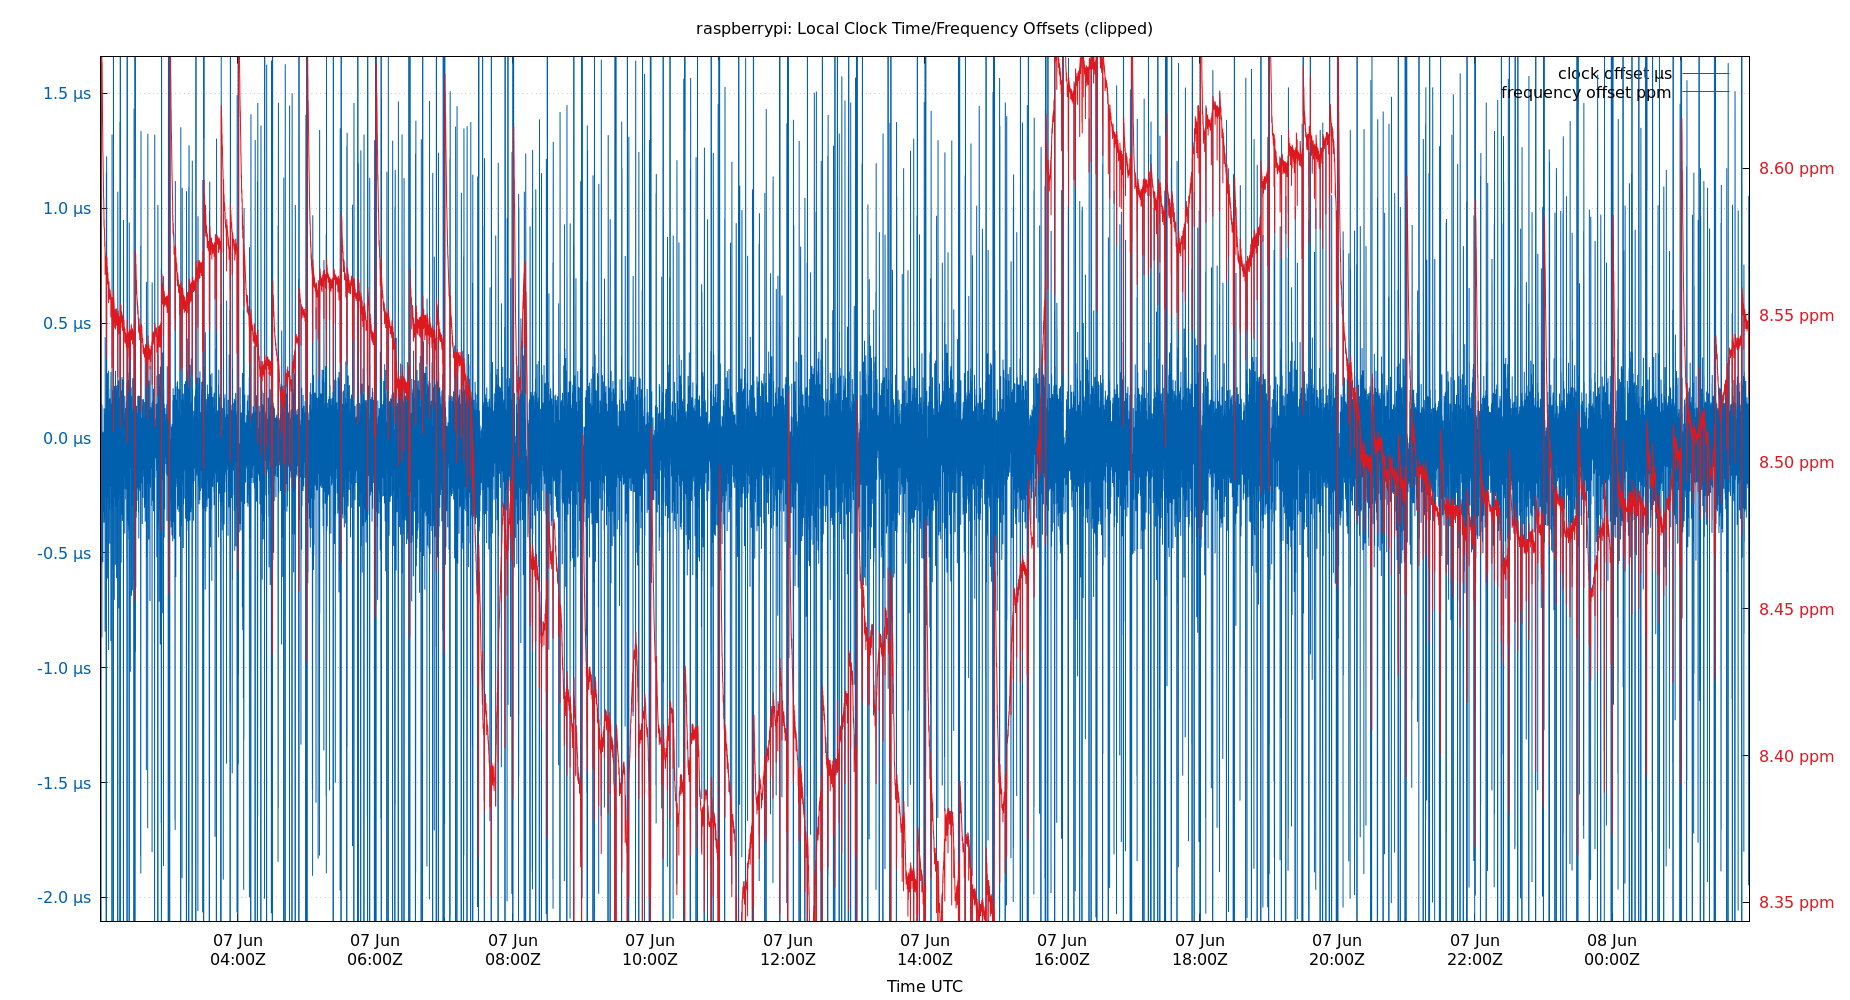 raspberrypi: Local Clock Time/Frequency Offsets (clipped)
clock offset µs
frequency offset ppm
1.5 µs
1.0 µs
0.5 µs
0.0 µs
-0.5 µs
-1.0 µs
-1.5 µs
-2.0 µs
8.60 ppm
8.55 ppm
8.50 ppm
8.45 ppm
8.40 ppm
8.35 ppm
07 Jun 07 Jun 07 Jun 07 Jun 07 Jun 07 Jun 07 Jun 07 Jun 07 Jun 07 Jun 08 Jun
04:00Z 06:00Z 08:00Z 10:00Z 12:00Z 14:00Z 16:00Z 18:00Z 20:00Z 22:00Z 00:00Z
Time UTC